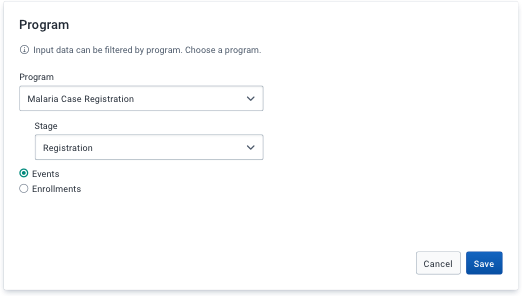 Program
Input data can be filtered by program. Choose a program.
Program
Malaria Case Registration
Stage
Registration
Events
Enrollments
Cancel
Save